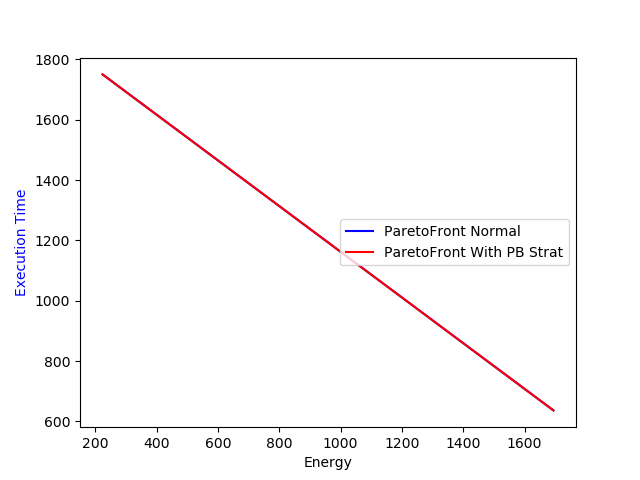 1800
1600
1400
1200
1000
800
600
Execution Time
ParetoFront Normal
ParetoFront With PB Strat
200 400 600 800 1000 1200 1400 1600
Energy